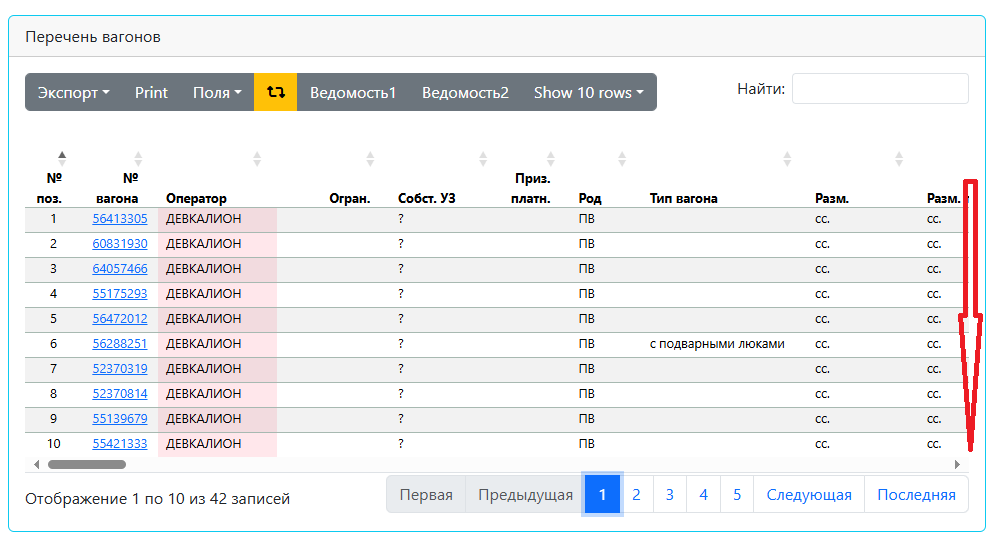 Перечень вагонов
Экспорт Print Поля Ведомость1 Ведомость2 Show 10 rows Найти:
№ поз. № вагона Оператор Огран. Собст. УЗ Приз. платн. Род Тип вагона Разм. Разм.
1 56413305 ДЕВКАЛИОН ? ПВ сс. сс.
2 60831930 ДЕВКАЛИОН ? ПВ сс. сс.
3 64057466 ДЕВКАЛИОН ? ПВ сс. сс.
4 55175293 ДЕВКАЛИОН ? ПВ сс. сс.
5 56472012 ДЕВКАЛИОН ? ПВ сс. сс.
6 56288251 ДЕВКАЛИОН ? ПВ с подварными люками сс. сс.
7 52370319 ДЕВКАЛИОН ? ПВ сс. сс.
8 52370814 ДЕВКАЛИОН ? ПВ сс. сс.
9 55139679 ДЕВКАЛИОН ? ПВ сс. сс.
10 55421333 ДЕВКАЛИОН ? ПВ сс. сс.
Отображение 1 по 10 из 42 записей Первая Предыдущая 1 2 3 4 5 Следующая Последняя